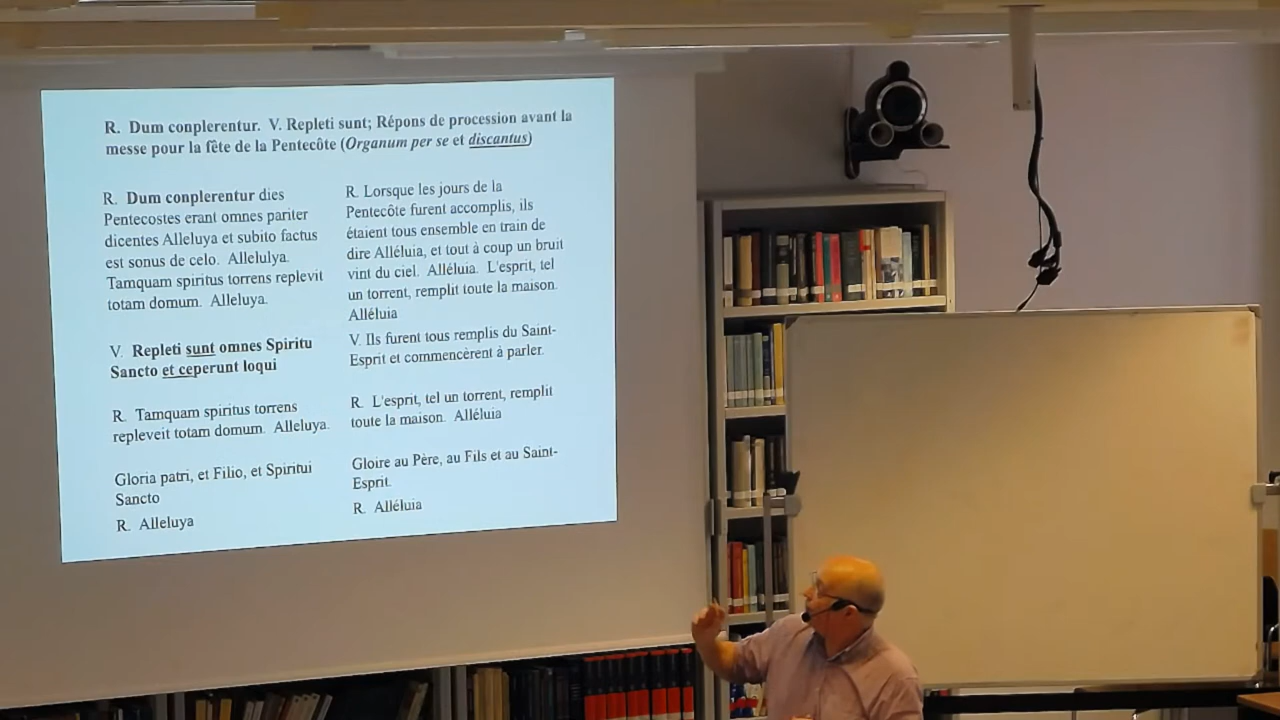 R. Dum conplerentur. V. Repleti sunt; Répons de procession avant la
messe pour la fête de la Pentecôte (Organum per se et discantus)
R. Dum conplerentur dies
Pentecostes erant omnes pariter
dicentes Alleluya et subito factus
est sonus de celo. Allelulya.
Tamquam spiritus torrens replevit
totam domum. Alleluya.
V. Repleti sunt omnes Spiritu
Sancto et ceperunt loqui
R. Tamquam spiritus torrens
repleveit totam domum. Alleluya.
Gloria patri, et Filio, et Spiritui
Sancto
R. Alleluya
R. Lorsque les jours de la
Pentecôte furent accomplis, ils
étaient tous ensemble en train de
dire Alléluia, et tout à coup un bruit
vint du ciel. Alléluia. L'esprit, tel
un torrent, remplit toute la maison.
Alléluia
V. Ils furent tous remplis du Saint-
Esprit et commencèrent à parler.
R. L'esprit, tel un torrent, remplit
toute la maison. Alléluia
Gloire au Père, au Fils et au Saint-
Esprit.
R. Alléluia